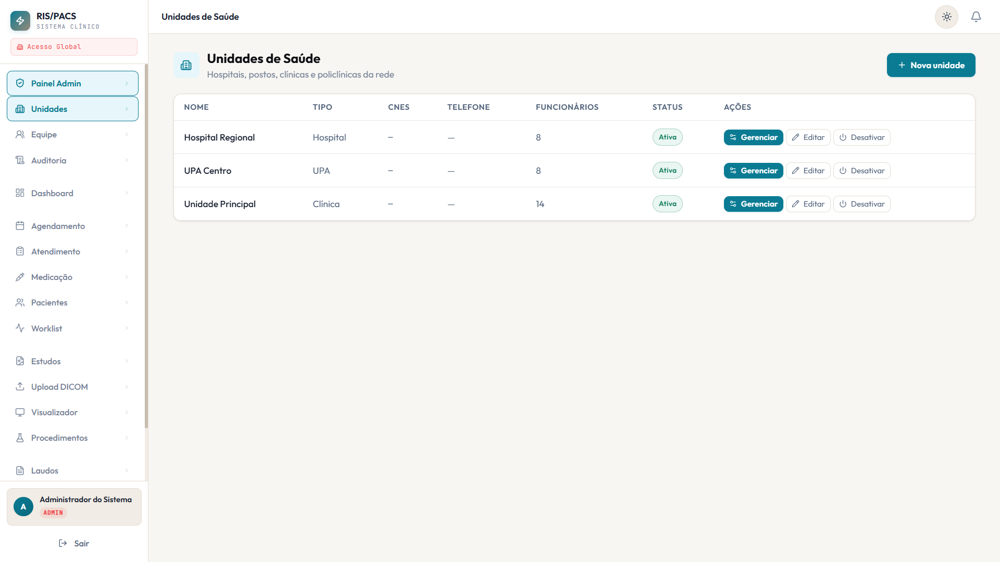 RIS/PACS
SISTEMA CLÍNICO
Acesso Global
Painel Admin
Unidades
Equipe
Auditoria
Dashboard
Agendamento
Atendimento
Medicação
Pacientes
Worklist
Estudos
Upload DICOM
Visualizador
Procedimentos
Laudos
A
Administrador do Sistema
ADMIN
Sair
Unidades de Saúde
Unidades de Saúde
Hospitais, postos, clínicas e policlínicas da rede
+ Nova unidade
NOME TIPO CNES TELEFONE FUNCIONÁRIOS STATUS AÇÕES
Hospital Regional Hospital — — 8 Ativa Gerenciar Editar Desativar
UPA Centro UPA — — 8 Ativa Gerenciar Editar Desativar
Unidade Principal Clínica — — 14 Ativa Gerenciar Editar Desativar